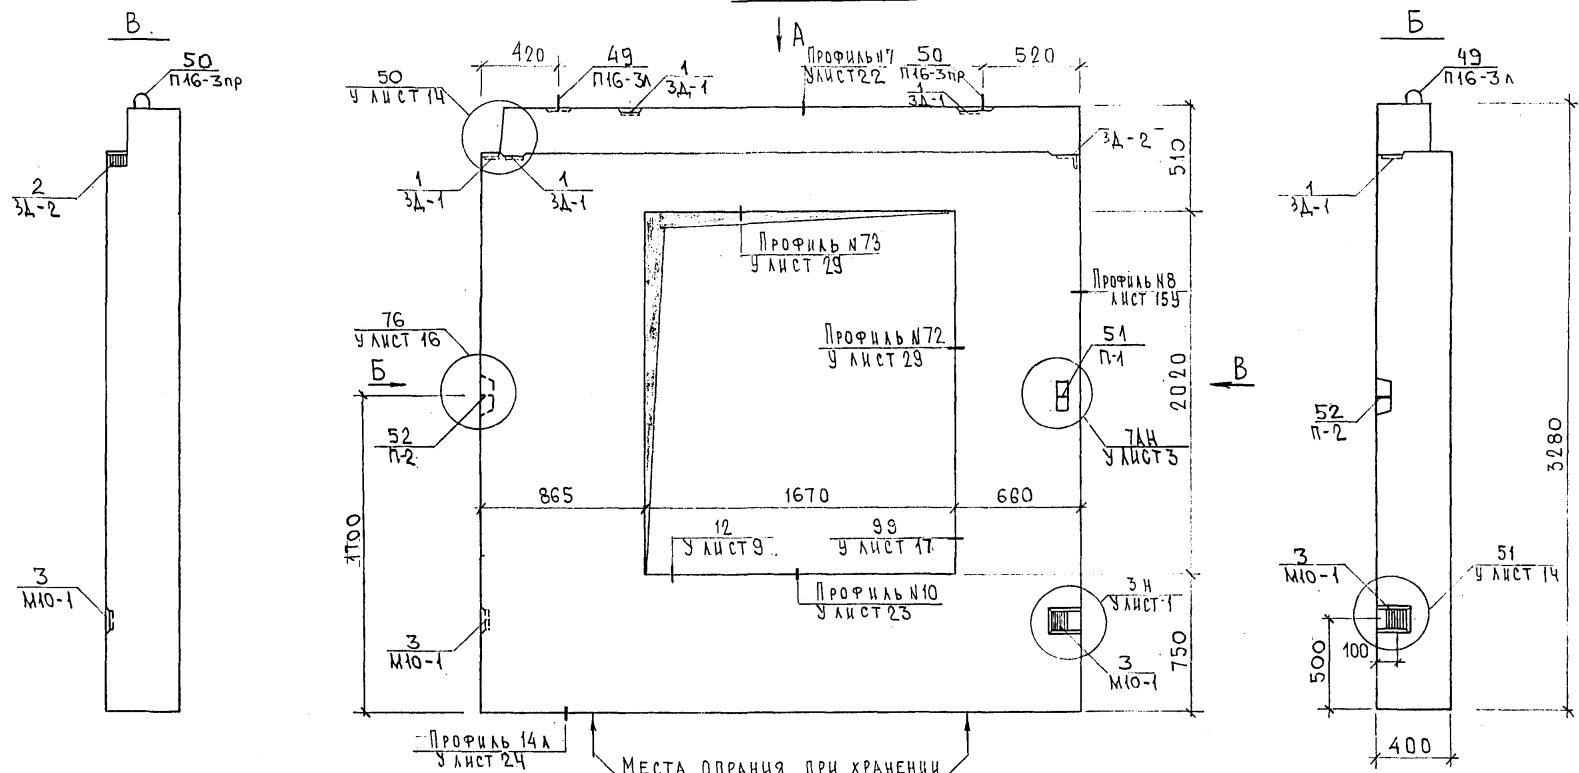 В.
50
П16-3пр
2
ЗД-2
3
М10-1
А
420
49
П16-3л
1
ЗД-1
Профиль N7
У лист 22
50
П16-3пр
1
ЗД-1
520
50
У лист 14
1
ЗД-1
1
ЗД-1
ЗД-2
510
Профиль N73
У лист 29
Профиль N8
лист 15У
76
У лист 16
Профиль N72
У лист 29
51
П-1
Б
В
2020
52
П-2
7АН
У лист 3
865
1670
660
1700
12
У лист 9
99
У лист 17
Профиль N10
У лист 23
3Н
У лист 1
3
М10-1
3
М10-1
750
Профиль 14л
У лист 24
Места опрания при хранении
Б
49
П16-3л
1
ЗД-1
52
П-2
3280
3
М10-1
51
У лист 14
500
100
400